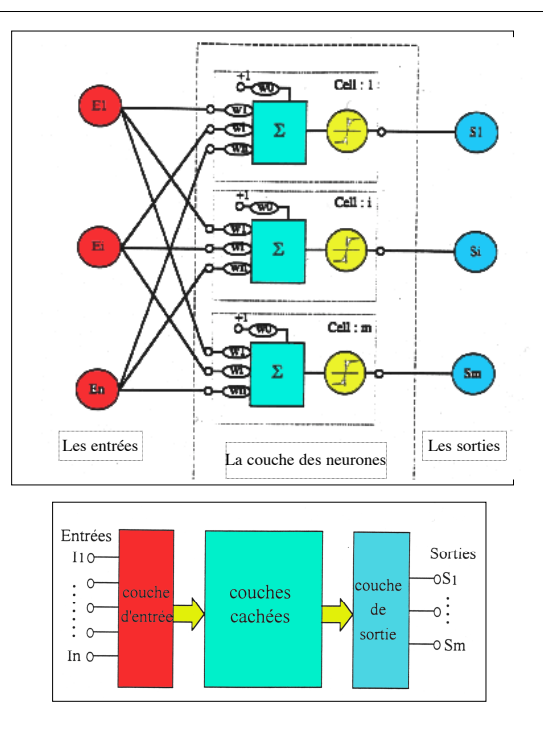 +1
W0
Cell : 1
E1
W1
Wi
Wn
Σ
S1
+1
W0
Cell : i
Ei
W1
Wi
Wn
Σ
Si
+1
W0
Cell : m
W1
Wi
Wn
Σ
Sm
En
Les entrées
La couche des neurones
Les sorties
Entrées
I1
In
couche
d'entrée
couches
cachées
couche
de
sortie
Sorties
S1
Sm